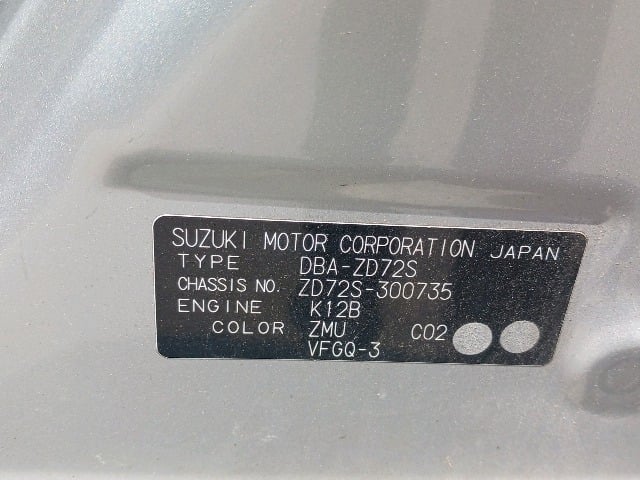 SUZUKI MOTOR CORPORATION JAPAN
TYPE DBA-ZD72S
CHASSIS NO. ZD72S-300735
ENGINE K12B
COLOR ZMU C02
VFGQ-3